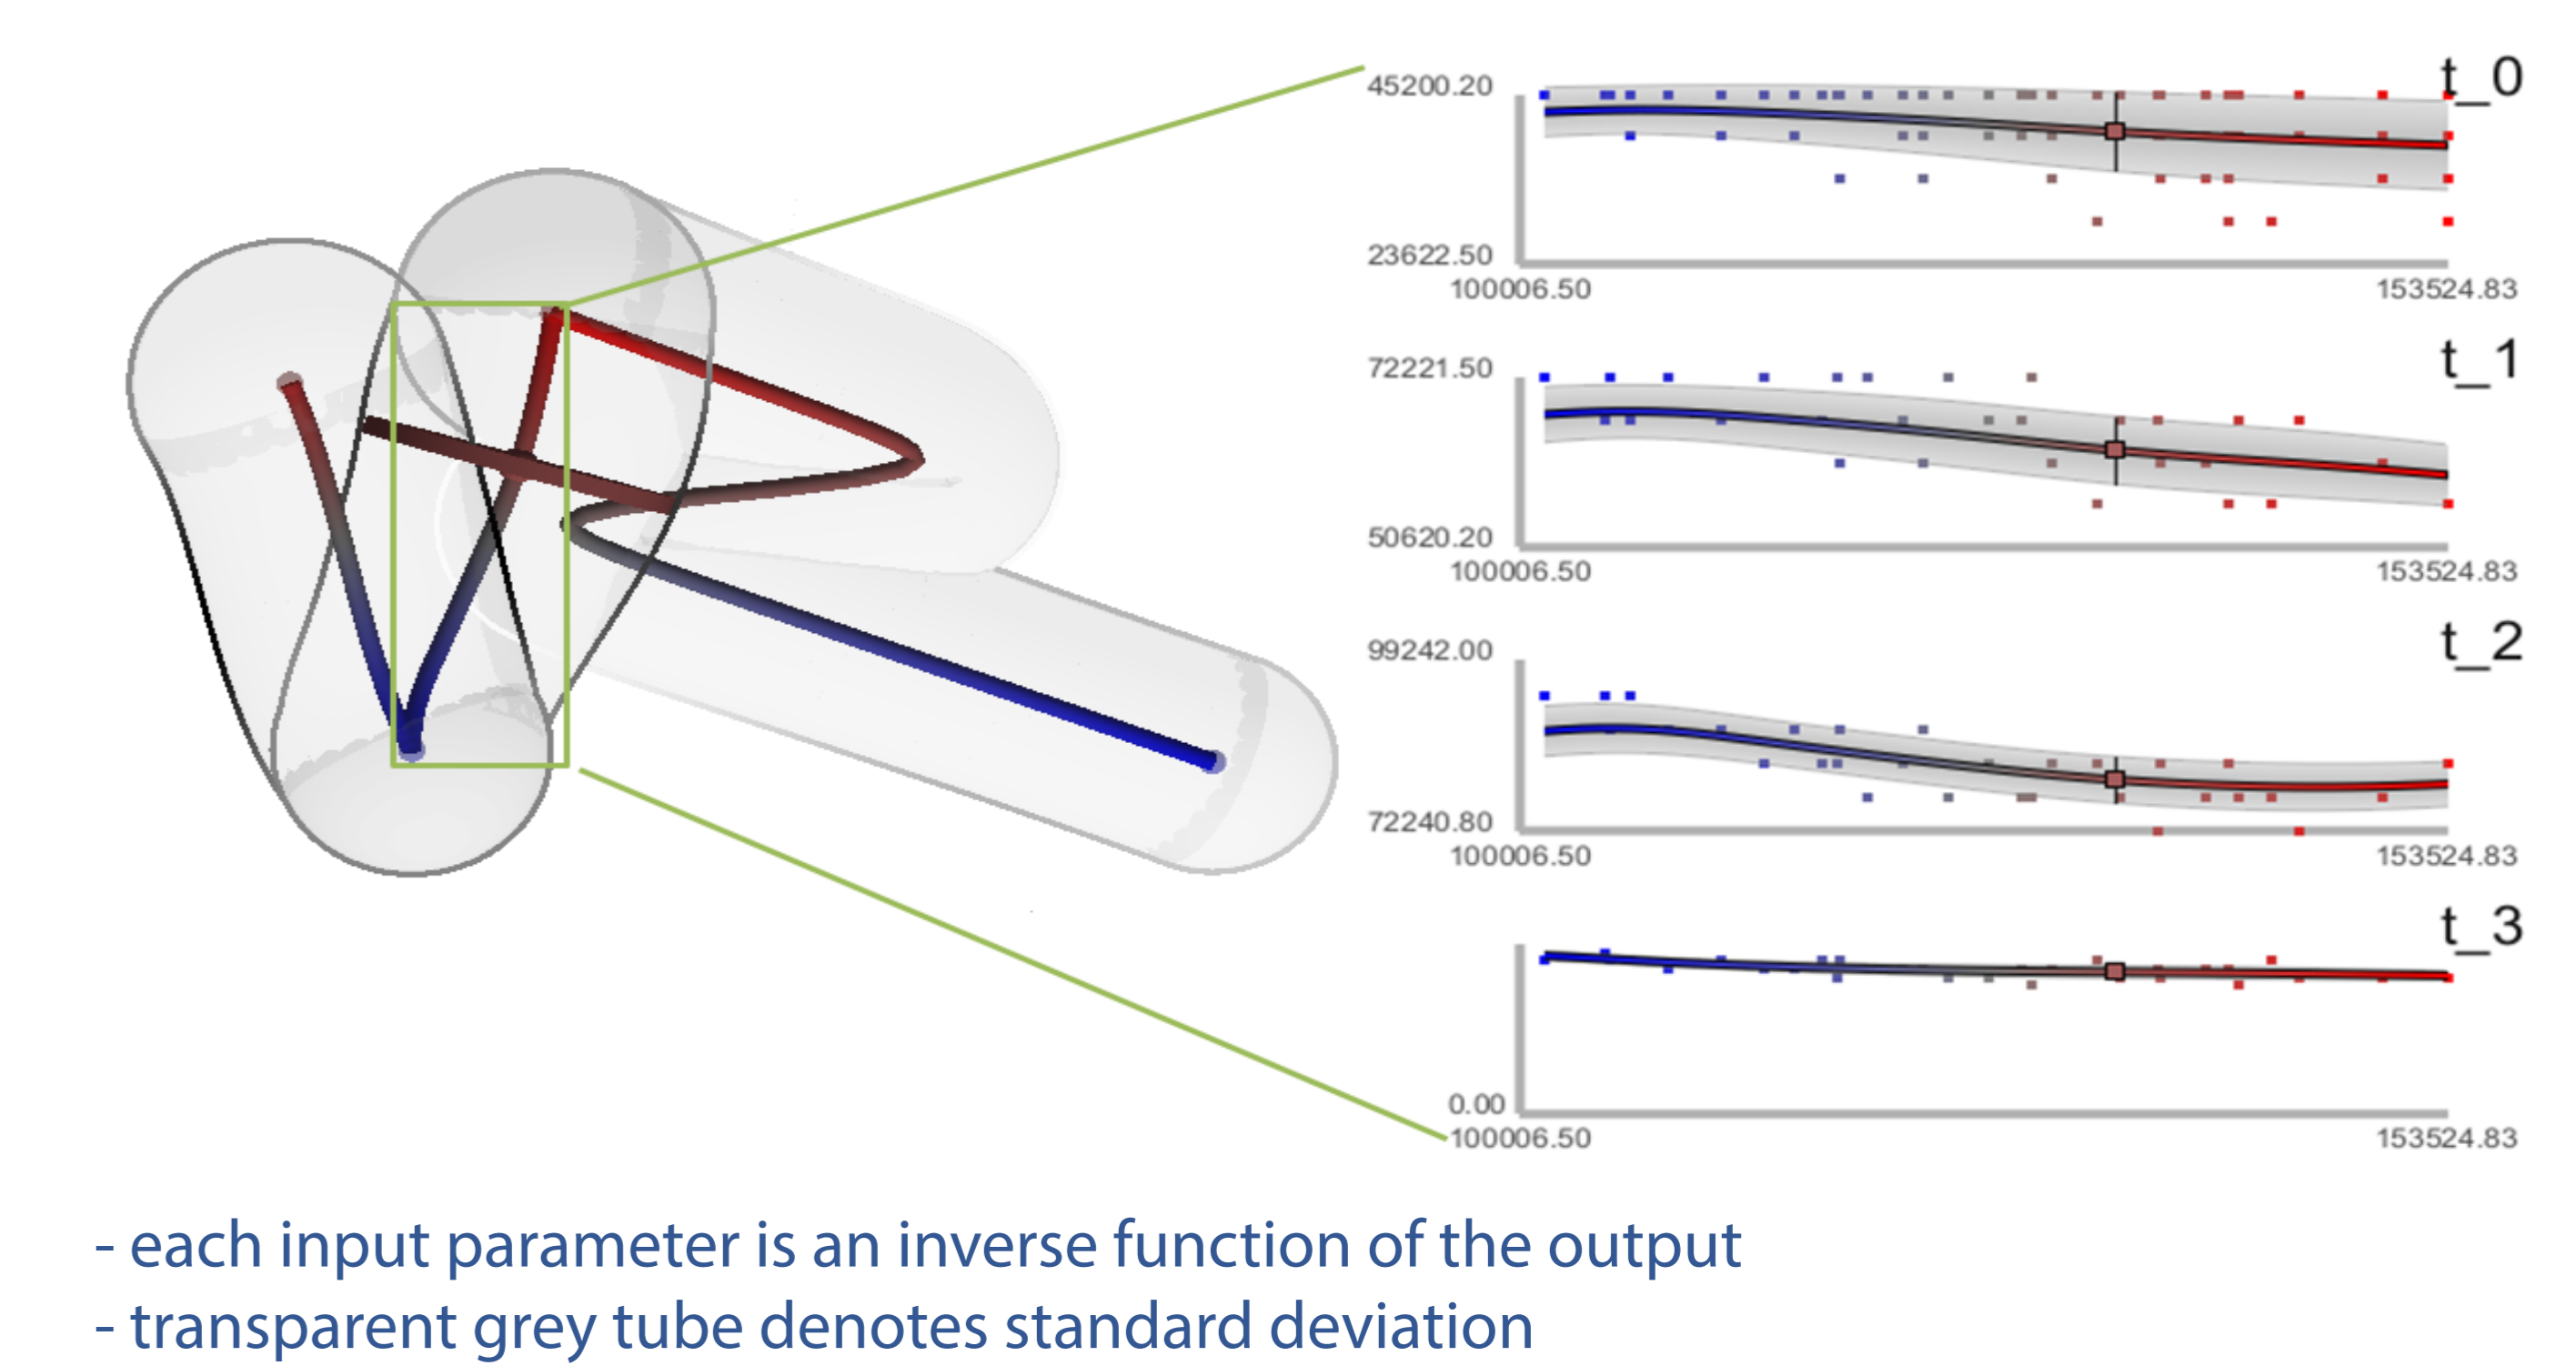 t_0
45200.20
23622.50
100006.50 153524.83
t_1
72221.50
50620.20
100006.50 153524.83
t_2
99242.00
72240.80
100006.50 153524.83
t_3
0.00
100006.50 153524.83
- each input parameter is an inverse function of the output
- transparent grey tube denotes standard deviation